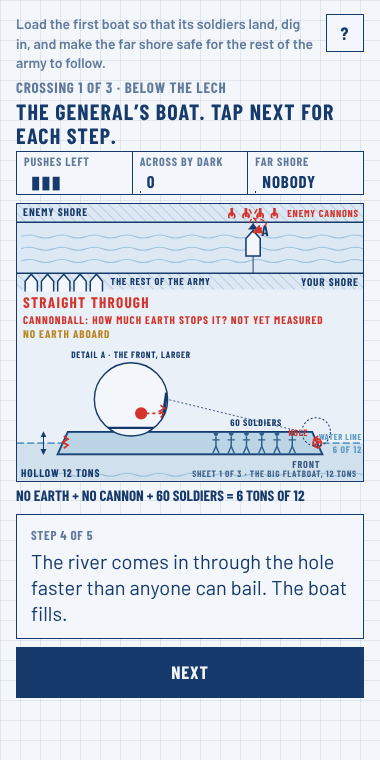 Load the first boat so that its soldiers land, dig
in, and make the far shore safe for the rest of the
army to follow.
?
CROSSING 1 OF 3 · BELOW THE LECH
THE GENERAL'S BOAT. TAP NEXT FOR
EACH STEP.
PUSHES LEFT
ACROSS BY DARK
0
FAR SHORE
NOBODY
ENEMY SHORE
ENEMY CANNONS
A
THE REST OF THE ARMY
YOUR SHORE
STRAIGHT THROUGH
CANNONBALL: HOW MUCH EARTH STOPS IT? NOT YET MEASURED
NO EARTH ABOARD
DETAIL A · THE FRONT, LARGER
60 SOLDIERS
HOLE
WATER LINE
6 OF 12
FRONT
HOLLOW 12 TONS
SHEET 1 OF 3 · THE BIG FLATBOAT, 12 TONS
NO EARTH + NO CANNON + 60 SOLDIERS = 6 TONS OF 12
STEP 4 OF 5
The river comes in through the hole
faster than anyone can bail. The boat
fills.
NEXT